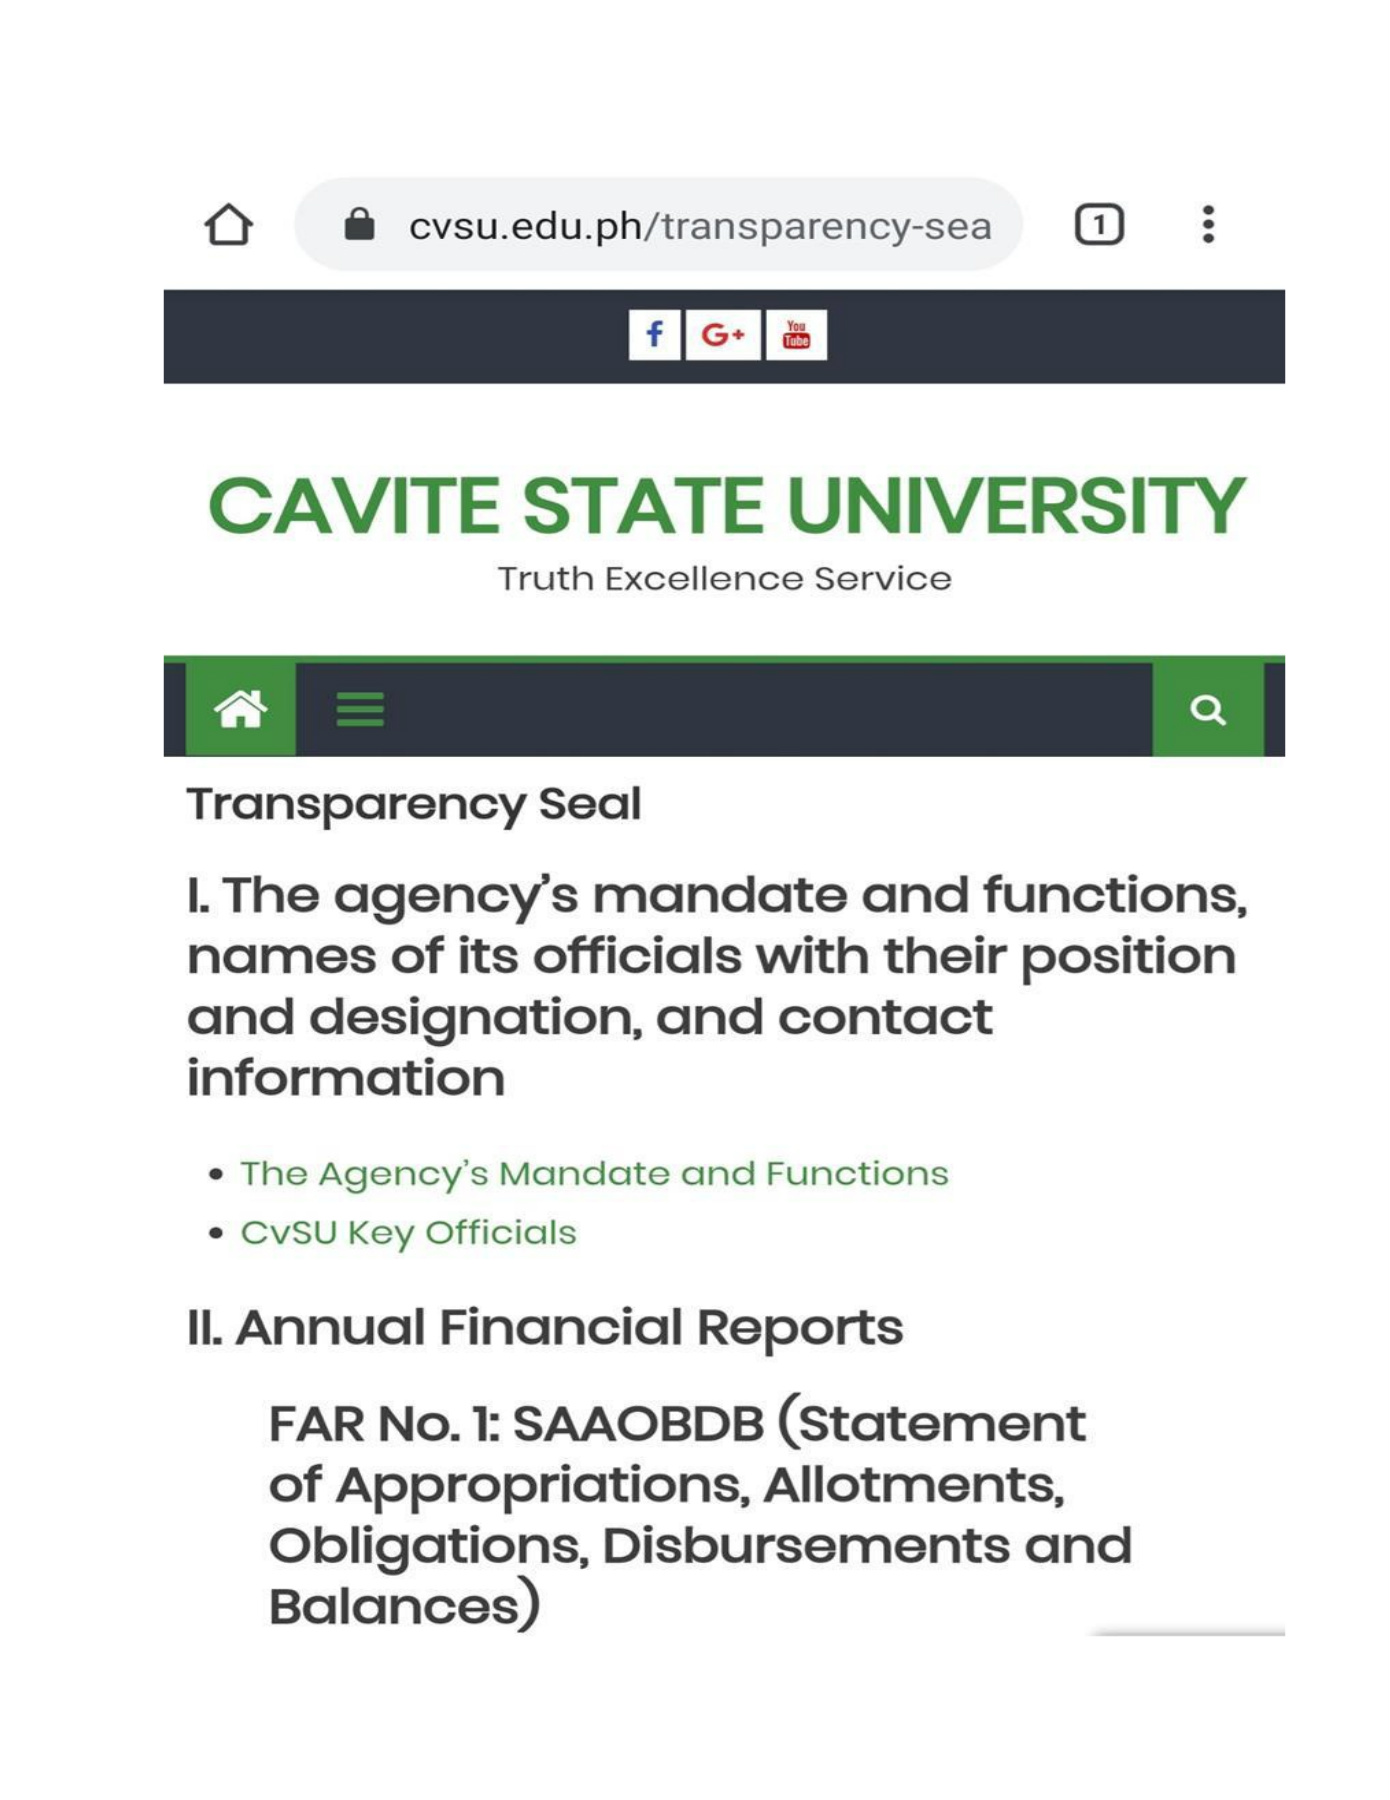 cvsu.edu.ph/transparency-sea
1
f
G+
You
Tube
CAVITE STATE UNIVERSITY
Truth Excellence Service
Transparency Seal
I. The agency’s mandate and functions,
names of its officials with their position
and designation, and contact
information
• The Agency’s Mandate and Functions
• CvSU Key Officials
II. Annual Financial Reports
FAR No. 1: SAAOBDB (Statement
of Appropriations, Allotments,
Obligations, Disbursements and
Balances)